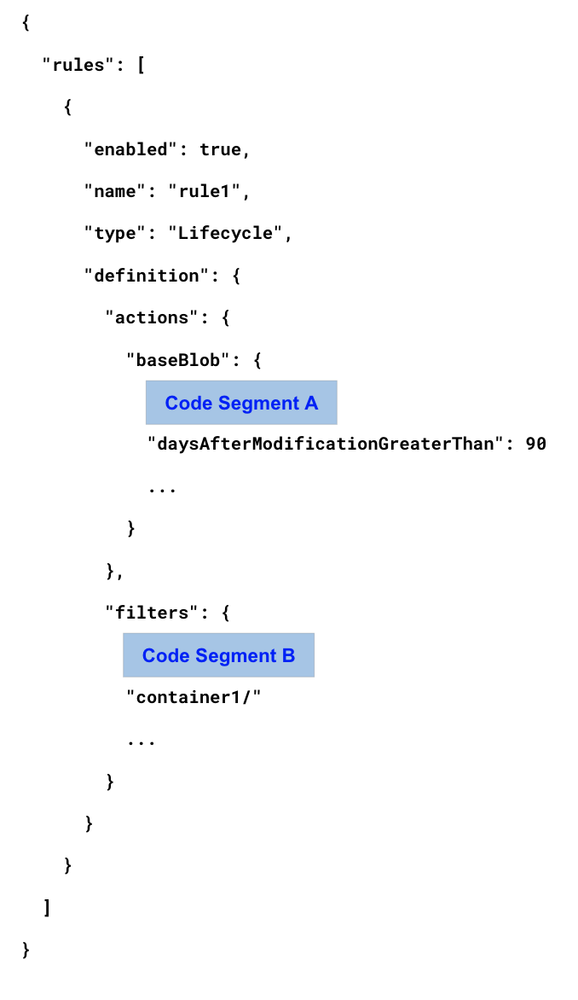 {
"rules": [
{
"enabled": true,
"name": "rule1",
"type": "Lifecycle",
"definition": {
"actions": {
"baseBlob": {
Code Segment A
"daysAfterModificationGreaterThan": 90
...
}
},
"filters": {
Code Segment B
"container1/"
...
}
}
}
]
}